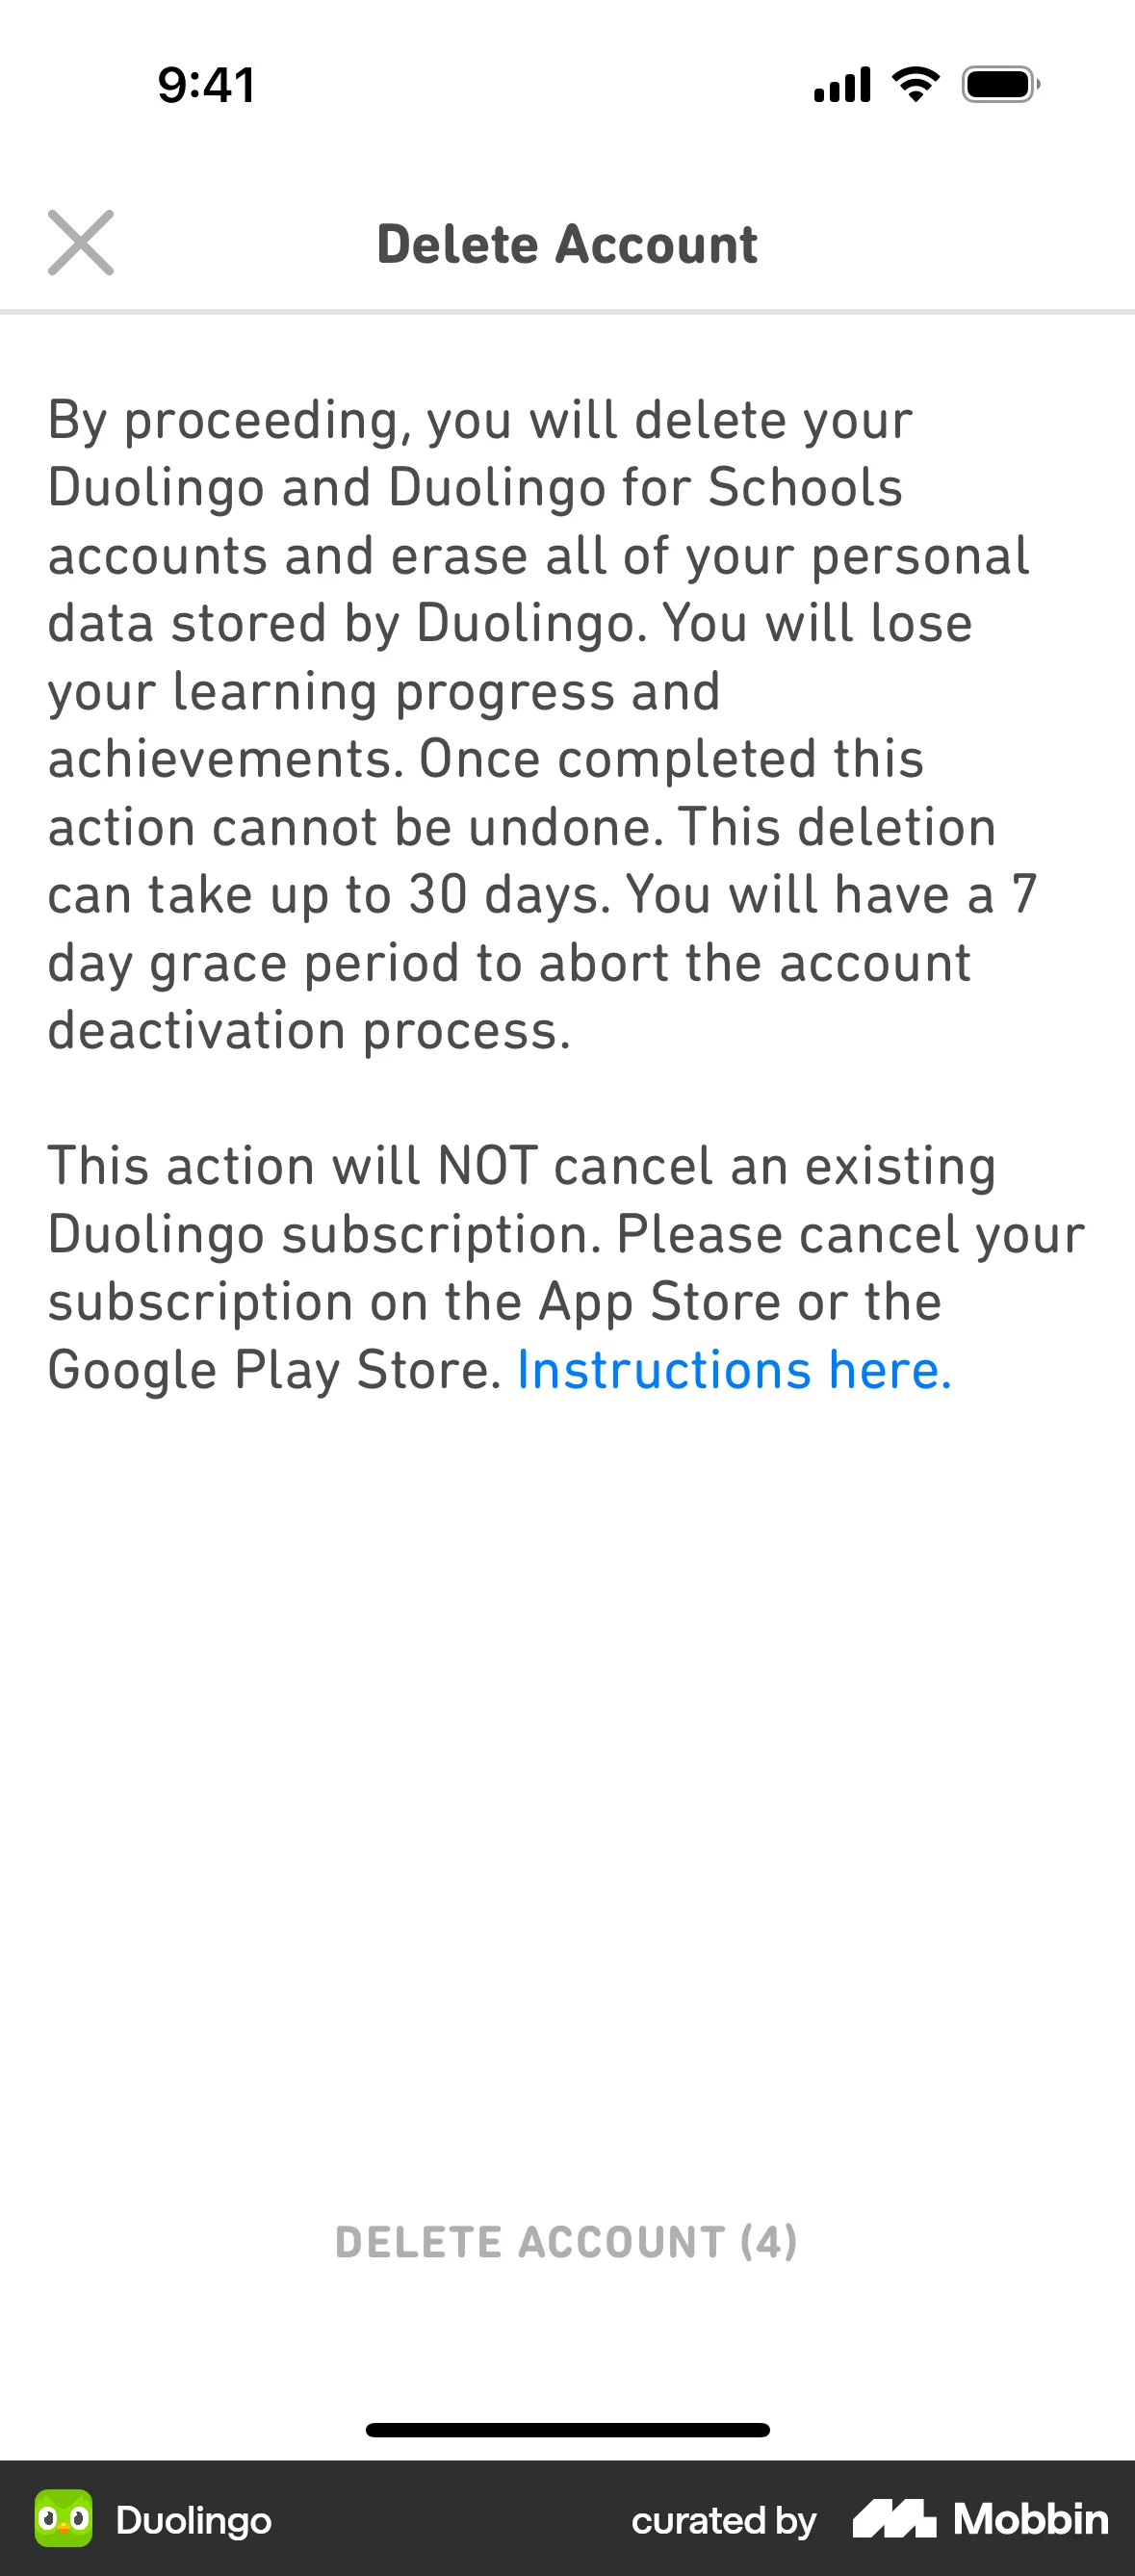 9:41
Delete Account
By proceeding, you will delete your
Duolingo and Duolingo for Schools
accounts and erase all of your personal
data stored by Duolingo. You will lose
your learning progress and
achievements. Once completed this
action cannot be undone. This deletion
can take up to 30 days. You will have a 7
day grace period to abort the account
deactivation process.
This action will NOT cancel an existing
Duolingo subscription. Please cancel your
subscription on the App Store or the
Google Play Store. Instructions here.
DELETE ACCOUNT (4)
Duolingo
curated by Mobbin